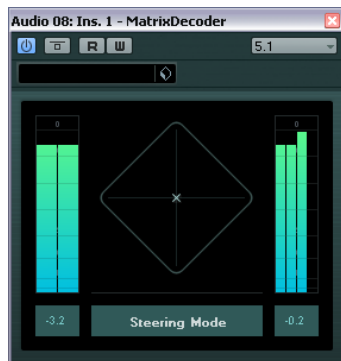 Audio 08: Ins. 1 - MatrixDecoder
R W 5.1
0 0
-3.2 Steering Mode -0.2